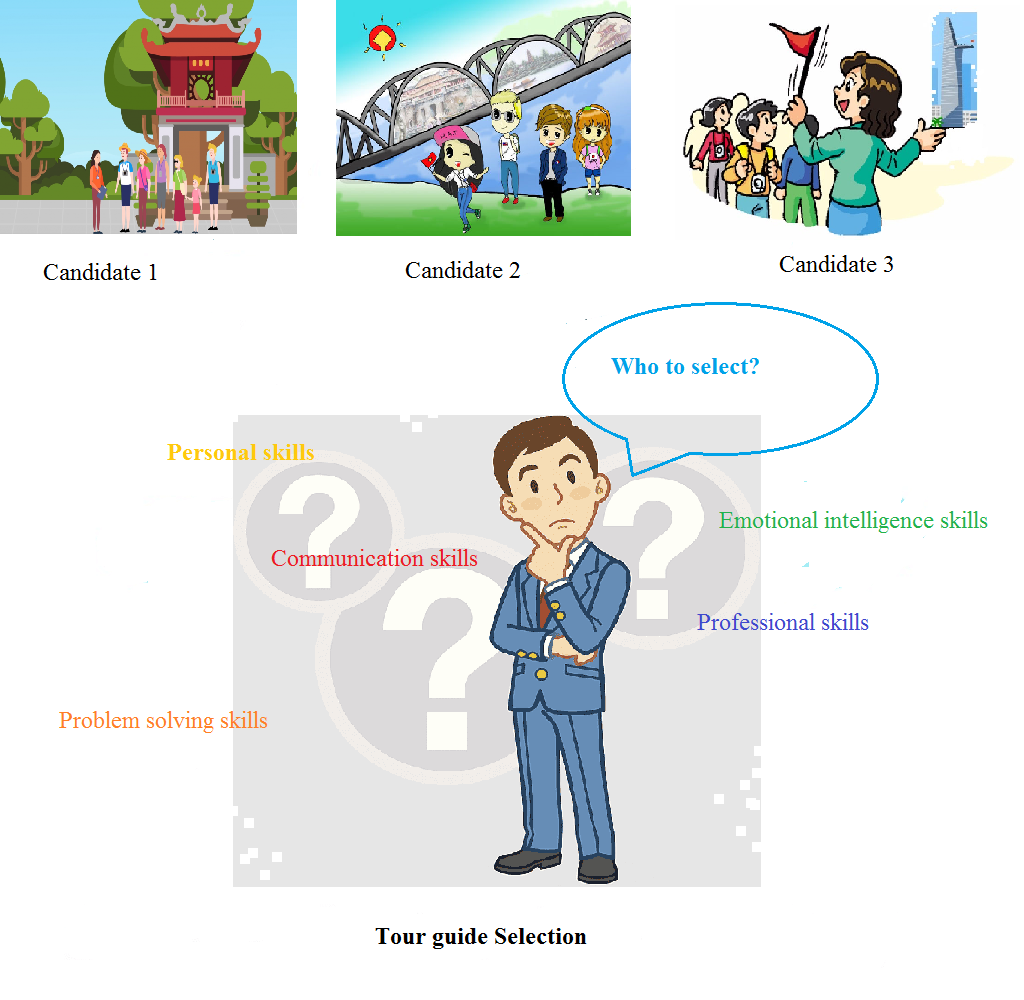 Candidate 1
Candidate 2
Candidate 3
Who to select?
Personal skills
Emotional intelligence skills
Communication skills
Professional skills
Problem solving skills
Tour guide Selection